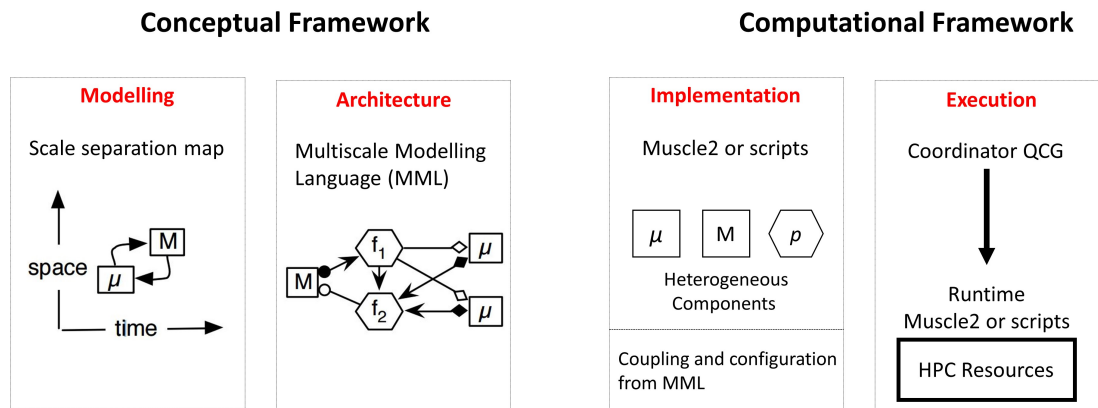 Conceptual Framework
Computational Framework
Modelling
Scale separation map
space
M
μ
time
Architecture
Multiscale Modelling
Language (MML)
M
f1
f2
μ
μ
Implementation
Muscle2 or scripts
μ
M
p
Heterogeneous
Components
Coupling and configuration
from MML
Execution
Coordinator QCG
Runtime
Muscle2 or scripts
HPC Resources